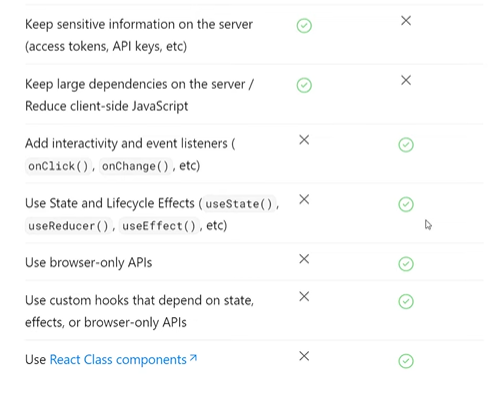 Keep sensitive information on the server
(access tokens, API keys, etc)
Keep large dependencies on the server /
Reduce client-side JavaScript
Add interactivity and event listeners (
onClick() , onChange() , etc)
Use State and Lifecycle Effects ( useState() ,
useReducer() , useEffect() , etc)
Use browser-only APIs
Use custom hooks that depend on state,
effects, or browser-only APIs
Use React Class components